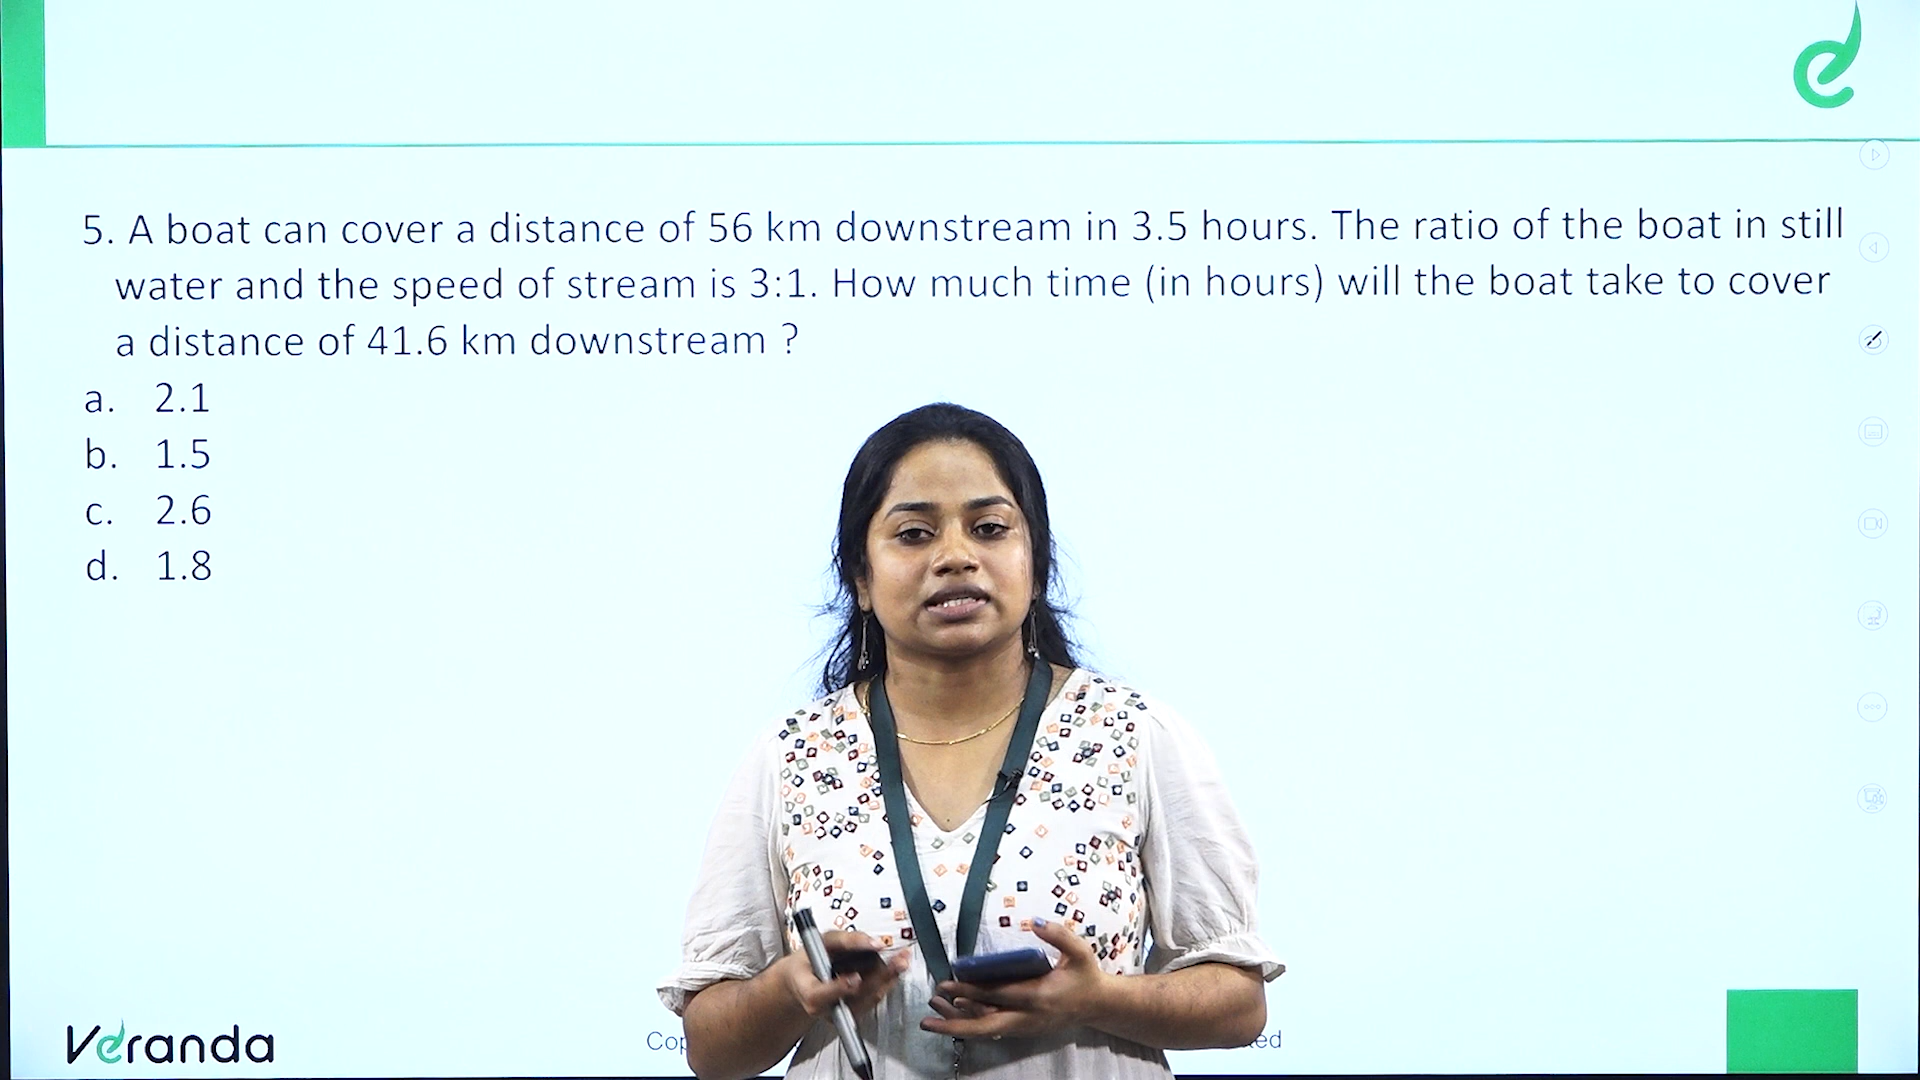 5. A boat can cover a distance of 56 km downstream in 3.5 hours. The ratio of the boat in still
water and the speed of stream is 3:1. How much time (in hours) will the boat take to cover
a distance of 41.6 km downstream ?
a. 2.1
b. 1.5
c. 2.6
d. 1.8
Veranda